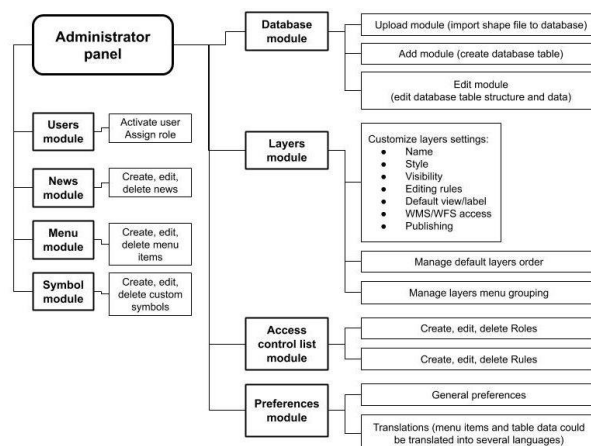 Administrator
panel
Users
module
Activate user
Assign role
News
module
Create, edit,
delete news
Menu
module
Create, edit,
delete menu
items
Symbol
module
Create, edit,
delete custom
symbols
Database
module
Upload module (import shape file to database)
Add module (create database table)
Edit module
(edit database table structure and data)
Layers
module
Customize layers settings:
● Name
● Style
● Visibility
● Editing rules
● Default view/label
● WMS/WFS access
● Publishing
Manage default layers order
Manage layers menu grouping
Access
control list
module
Create, edit, delete Roles
Create, edit, delete Rules
Preferences
module
General preferences
Translations (menu items and table data could
be translated into several languages)